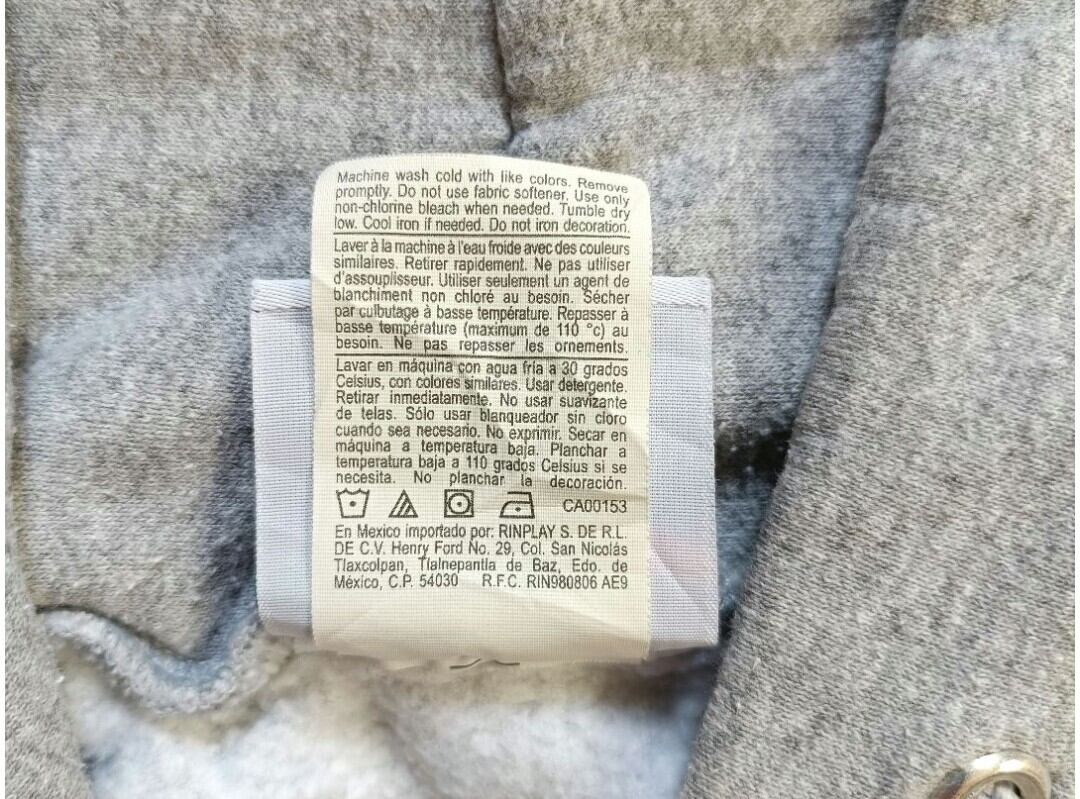 Machine wash cold with like colors. Remove
promptly. Do not use fabric softener. Use only
non-chlorine bleach when needed. Tumble dry
low. Cool iron if needed. Do not iron decoration.
Laver à la machine à l'eau froide avec des couleurs
similaires. Retirer rapidement. Ne pas utiliser
d'assouplisseur. Utiliser seulement un agent de
blanchiment non chloré au besoin. Sécher
par culbutage à basse température. Repasser à
basse température (maximum de 110 °c) au
besoin. Ne pas repasser les ornements.
Lavar en máquina con agua fría a 30 grados
Celsius, con colores similares. Usar detergente.
Retirar inmediatamente. No usar suavizante
de telas. Sólo usar blanqueador sin cloro
cuando sea necesario. No exprimir. Secar en
máquina a temperatura baja. Planchar a
temperatura baja a 110 grados Celsius si se
necesita. No planchar la decoración.
CA00153
En Mexico importado por: RINPLAY S. DE R.L.
DE C.V. Henry Ford No. 29, Col. San Nicolás
Tlaxcolpan, Tlalnepantla de Baz, Edo. de
México, C.P. 54030 R.F.C. RIN980806 AE9